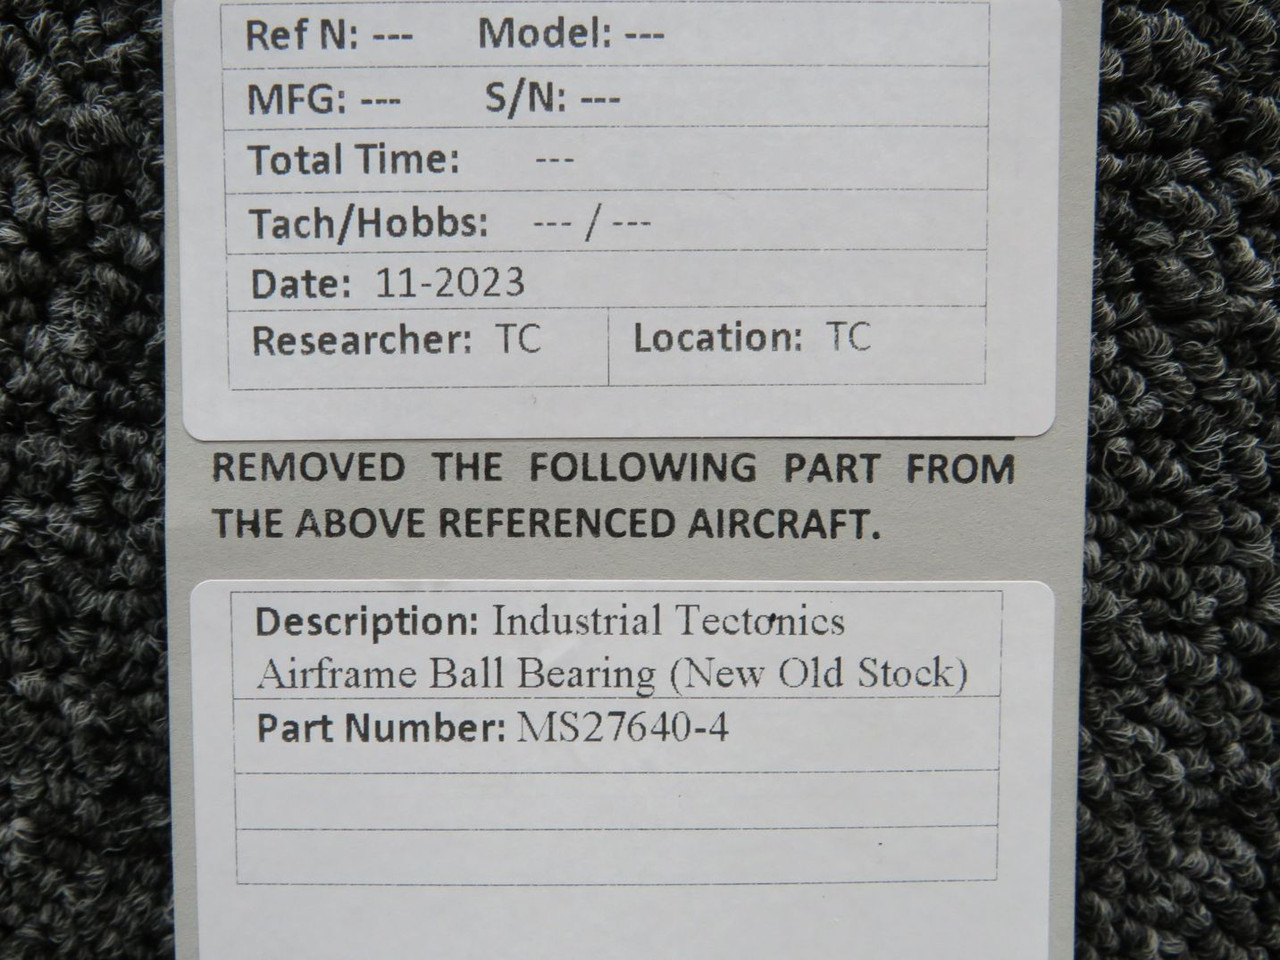 Ref N: --- Model: ---
MFG: --- S/N: ---
Total Time: ---
Tach/Hobbs: --- / ---
Date: 11-2023
Researcher: TC Location: TC
REMOVED THE FOLLOWING PART FROM
THE ABOVE REFERENCED AIRCRAFT.
Description: Industrial Tectonics
Airframe Ball Bearing (New Old Stock)
Part Number: MS27640-4